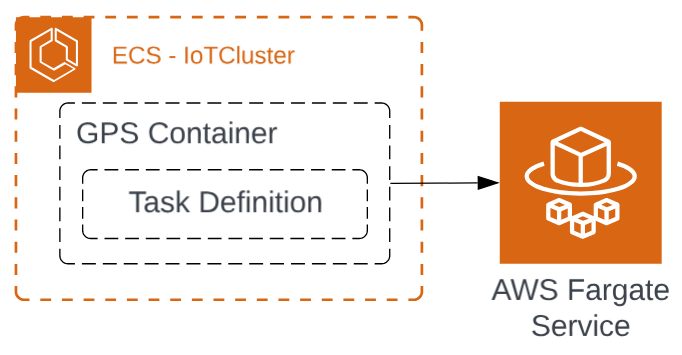 ECS - IoTCluster
GPS Container
Task Definition
AWS Fargate
Service